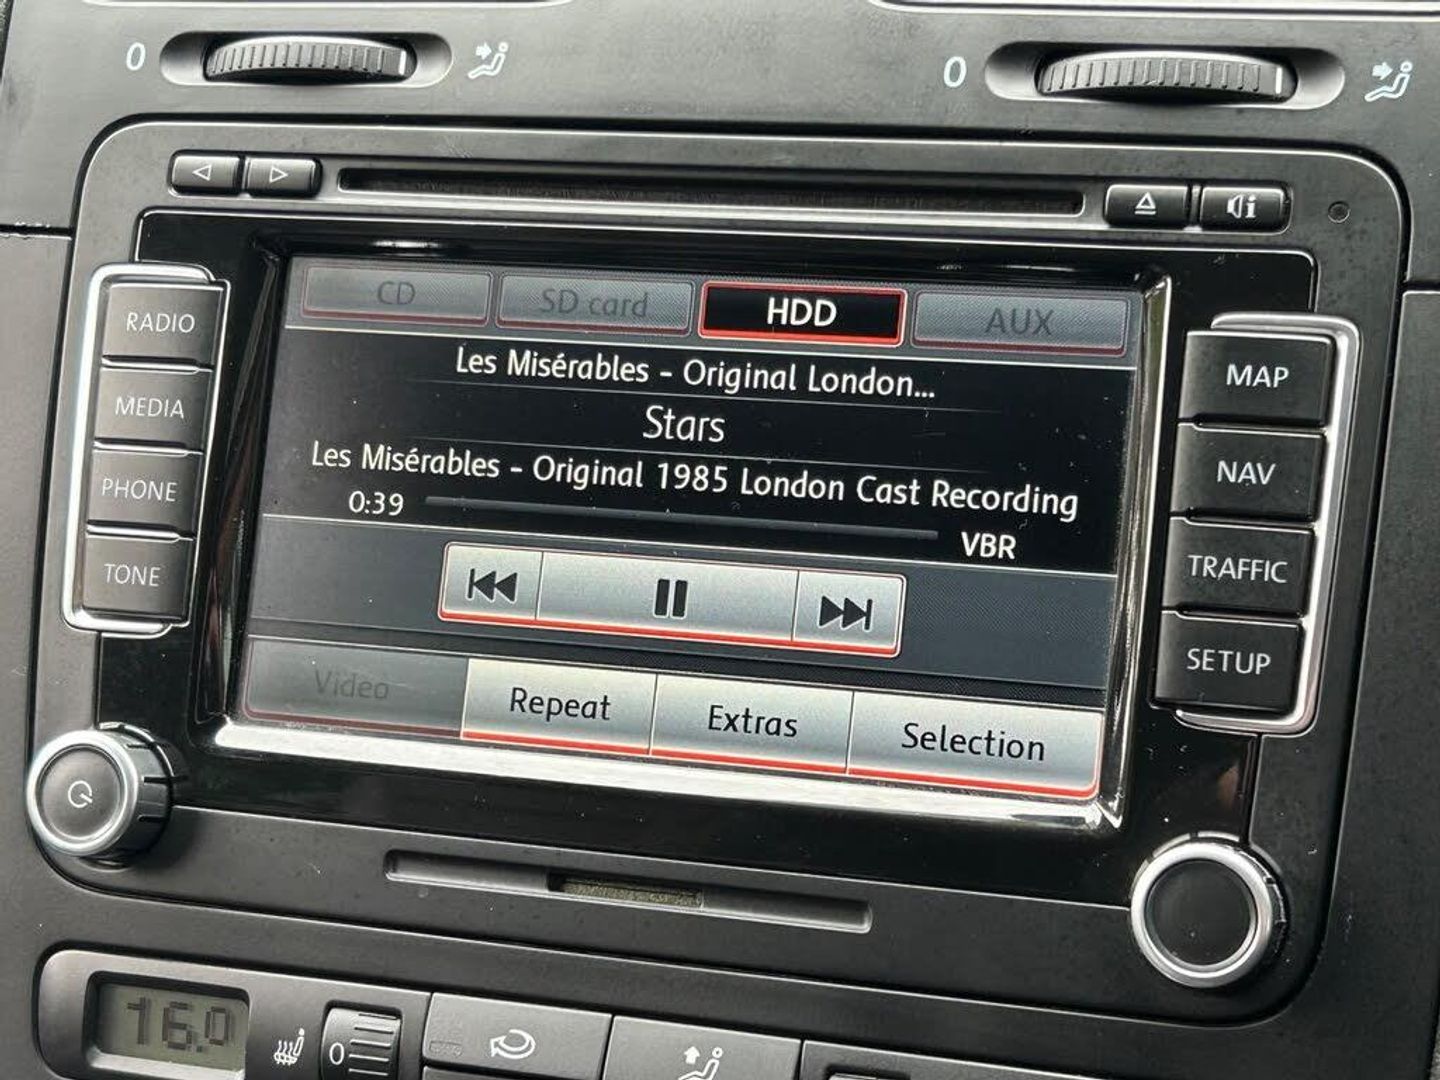 0
0
CD
SD card
HDD
AUX
Les Misérables - Original London...
Stars
Les Misérables - Original 1985 London Cast Recording
0:39
VBR
Video
Repeat
Extras
Selection
RADIO
MEDIA
PHONE
TONE
MAP
NAV
TRAFFIC
SETUP
16.0
0